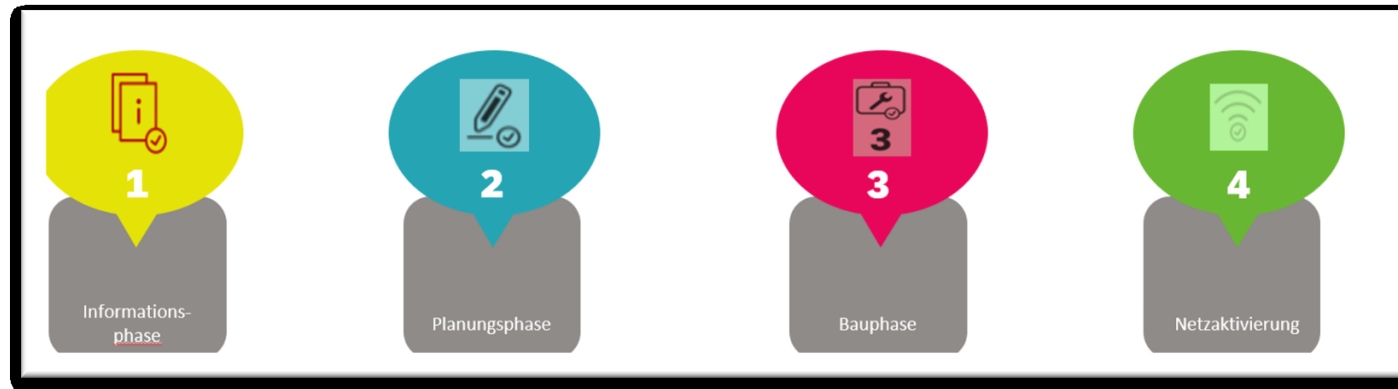 1
2
3
3
4
Informations-
phase
Planungsphase
Bauphase
Netzaktivierung